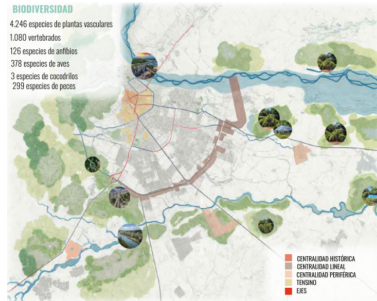 BIODIVERSIDAD
4.246 especies de plantas vasculares
1.080 vertebrados
126 especies de anfibios
378 especies de aves
3 especies de cocodrilos
299 especies de peces
CENTRALIDAD HISTÓRICA
CENTRALIDAD LINEAL
CENTRALIDAD PERIFÉRICA
TENSINO
EJES